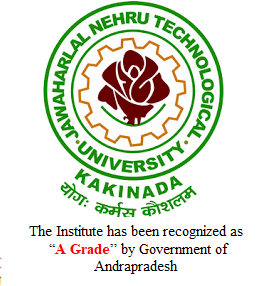 JAWAHARLAL NEHRU TECHNOLOGICAL
· UNIVERSITY ·
KAKINADA
योगः कर्मस कौशलम
The Institute has been recognized as
“A Grade” by Government of
Andrapradesh